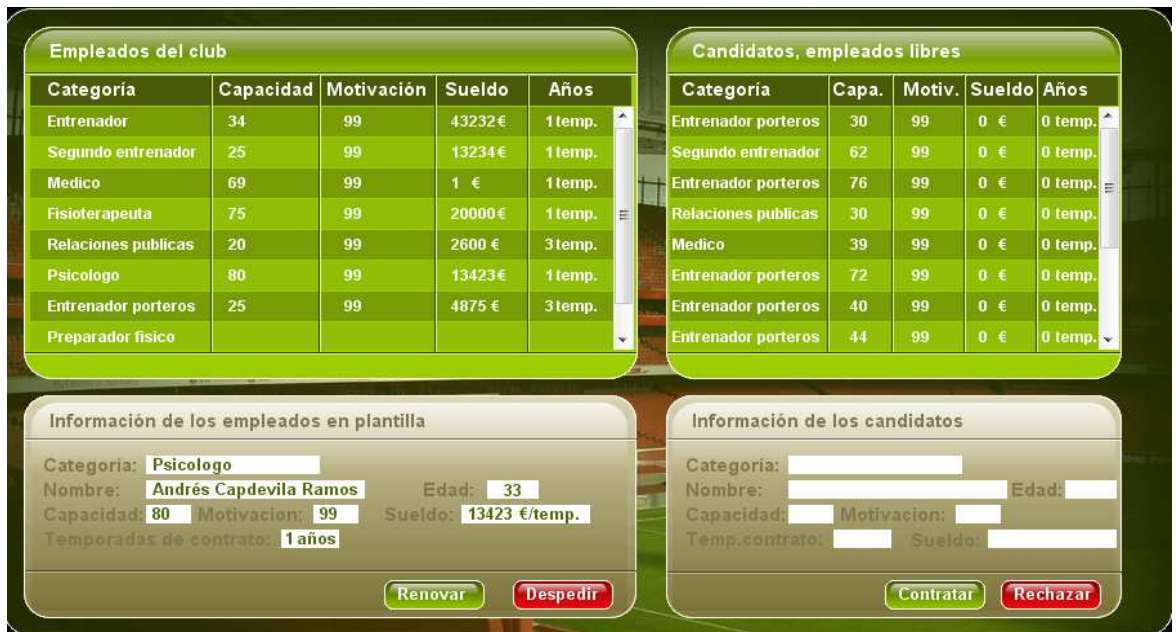 Empleados del club
Categoría Capacidad Motivación Sueldo Años
Entrenador 34 99 43232€ 1temp.
Segundo entrenador 25 99 13234€ 1temp.
Medico 69 99 1 € 1temp.
Fisioterapeuta 75 99 20000€ 1temp.
Relaciones publicas 20 99 2600 € 3temp.
Psicologo 80 99 13423€ 1temp.
Entrenador porteros 25 99 4875 € 3temp.
Preparador fisico
Candidatos, empleados libres
Categoría Capa. Motiv. Sueldo Años
Entrenador porteros 30 99 0 € 0 temp.
Segundo entrenador 62 99 0 € 0 temp.
Entrenador porteros 76 99 0 € 0 temp.
Relaciones publicas 30 99 0 € 0 temp.
Medico 39 99 0 € 0 temp.
Entrenador porteros 72 99 0 € 0 temp.
Entrenador porteros 40 99 0 € 0 temp.
Entrenador porteros 44 99 0 € 0 temp.
Información de los empleados en plantilla
Categoría: Psicologo
Nombre: Andrés Capdevila Ramos Edad: 33
Capacidad: 80 Motivacion: 99 Sueldo: 13423 €/temp.
Temporadas de contrato: 1 años
Renovar Despedir
Información de los candidatos
Categoría:
Nombre: Edad:
Capacidad: Motivacion:
Temp.contrato: Sueldo:
Contratar Rechazar